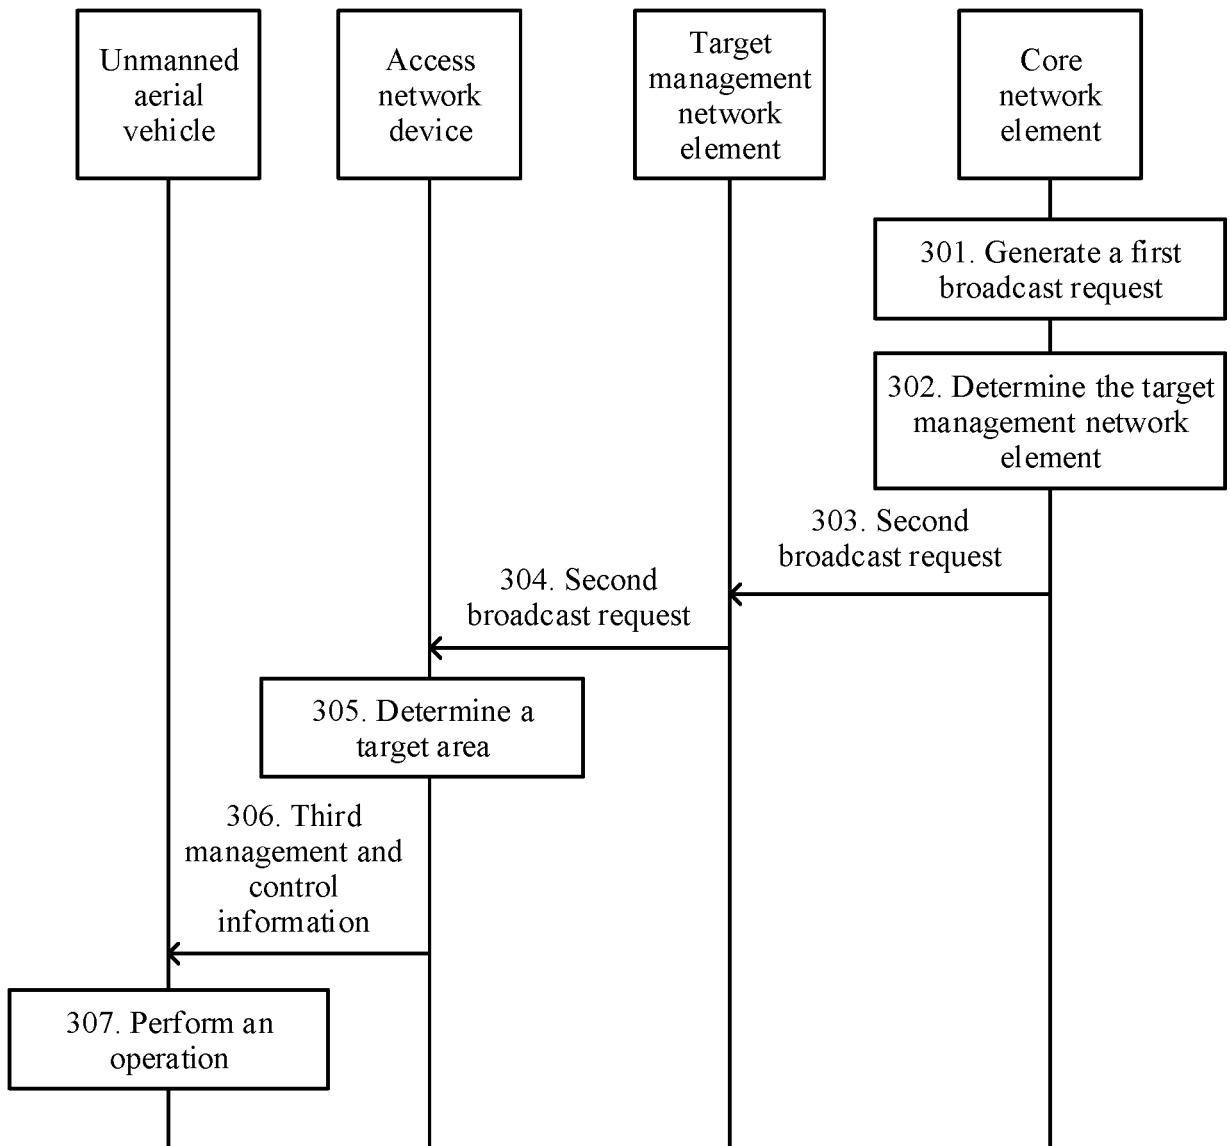 Unmanned
aerial
vehicle
Access
network
device
Target
management
network
element
Core
network
element
301. Generate a first
broadcast request
302. Determine the target
management network
element
303. Second
broadcast request
304. Second
broadcast request
305. Determine a
target area
306. Third
management and
control
information
307. Perform an
operation